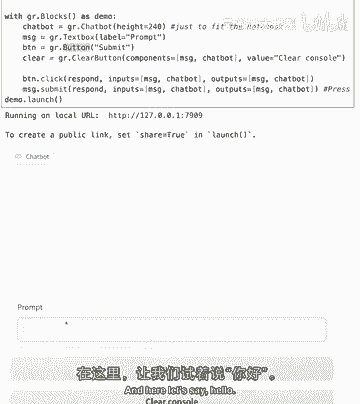 with gr.Blocks() as demo:
chatbot = gr.Chatbot(height=240) #just to fit the notebook
msg = gr.Textbox(label="Prompt")
btn = gr.Button("Submit")
clear = gr.ClearButton(components=[msg, chatbot], value="Clear console")
btn.click(respond, inputs=[msg, chatbot], outputs=[msg, chatbot])
msg.submit(respond, inputs=[msg, chatbot], outputs=[msg, chatbot]) #Press
demo.launch()
Running on local URL: http://127.0.0.1:7909
To create a public link, set `share=True` in `launch()`.
Chatbot
Prompt
在这里，让我们试着说“你好”。
And here let's say, hello.
Clear console